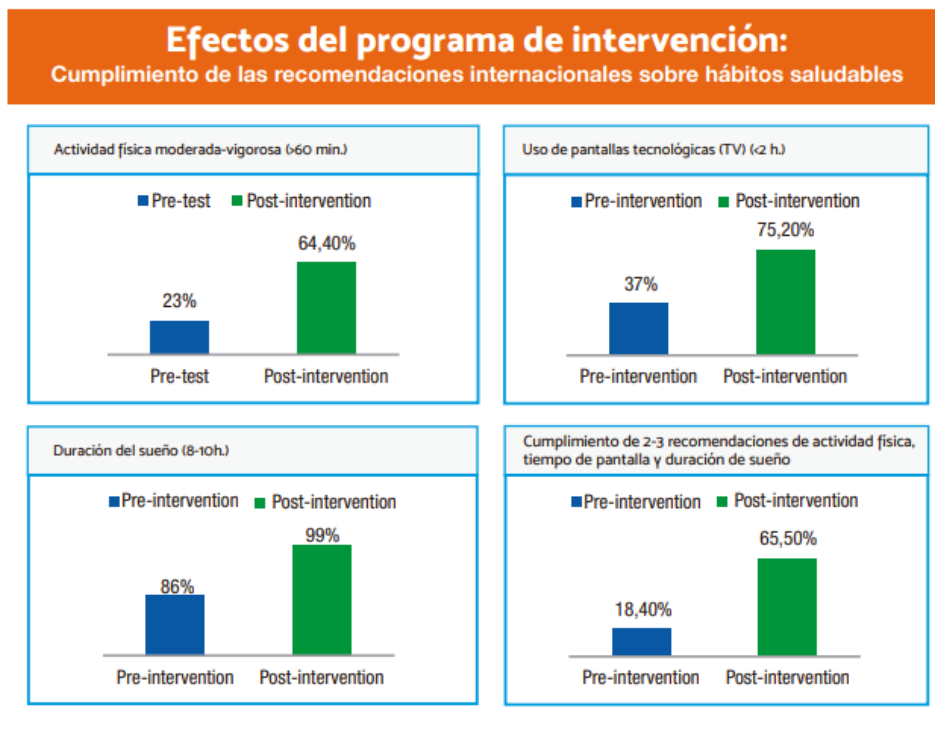 Efectos del programa de intervención:
Cumplimiento de las recomendaciones internacionales sobre hábitos saludables
Actividad física moderada-vigorosa (>60 min.)
Pre-test Post-intervention
64,40%
23%
Pre-test Post-intervention
Uso de pantallas tecnológicas (TV) (<2 h.)
Pre-intervention Post-intervention
75,20%
37%
Pre-intervention Post-intervention
Duración del sueño (8-10h.)
Pre-intervention Post-intervention
99%
86%
Pre-intervention Post-intervention
Cumplimiento de 2-3 recomendaciones de actividad física,
tiempo de pantalla y duración de sueño
Pre-intervention Post-intervention
65,50%
18,40%
Pre-intervention Post-intervention